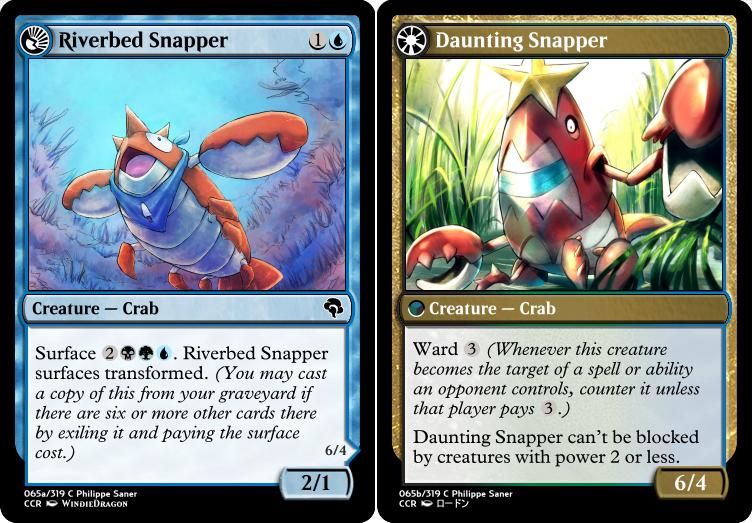 Riverbed Snapper 1
Creature — Crab
Surface 2. Riverbed Snapper
surfaces transformed. (You may cast
a copy of this from your graveyard if
there are six or more other cards there
by exiling it and paying the surface
cost.)
6/4
2/1
065a/319 C Philippe Saner
CCR WindieDragon
Daunting Snapper
Creature — Crab
Ward 3 (Whenever this creature
becomes the target of a spell or ability
an opponent controls, counter it unless
that player pays 3.)
Daunting Snapper can't be blocked
by creatures with power 2 or less.
6/4
065b/319 C Philippe Saner
CCR ロードン